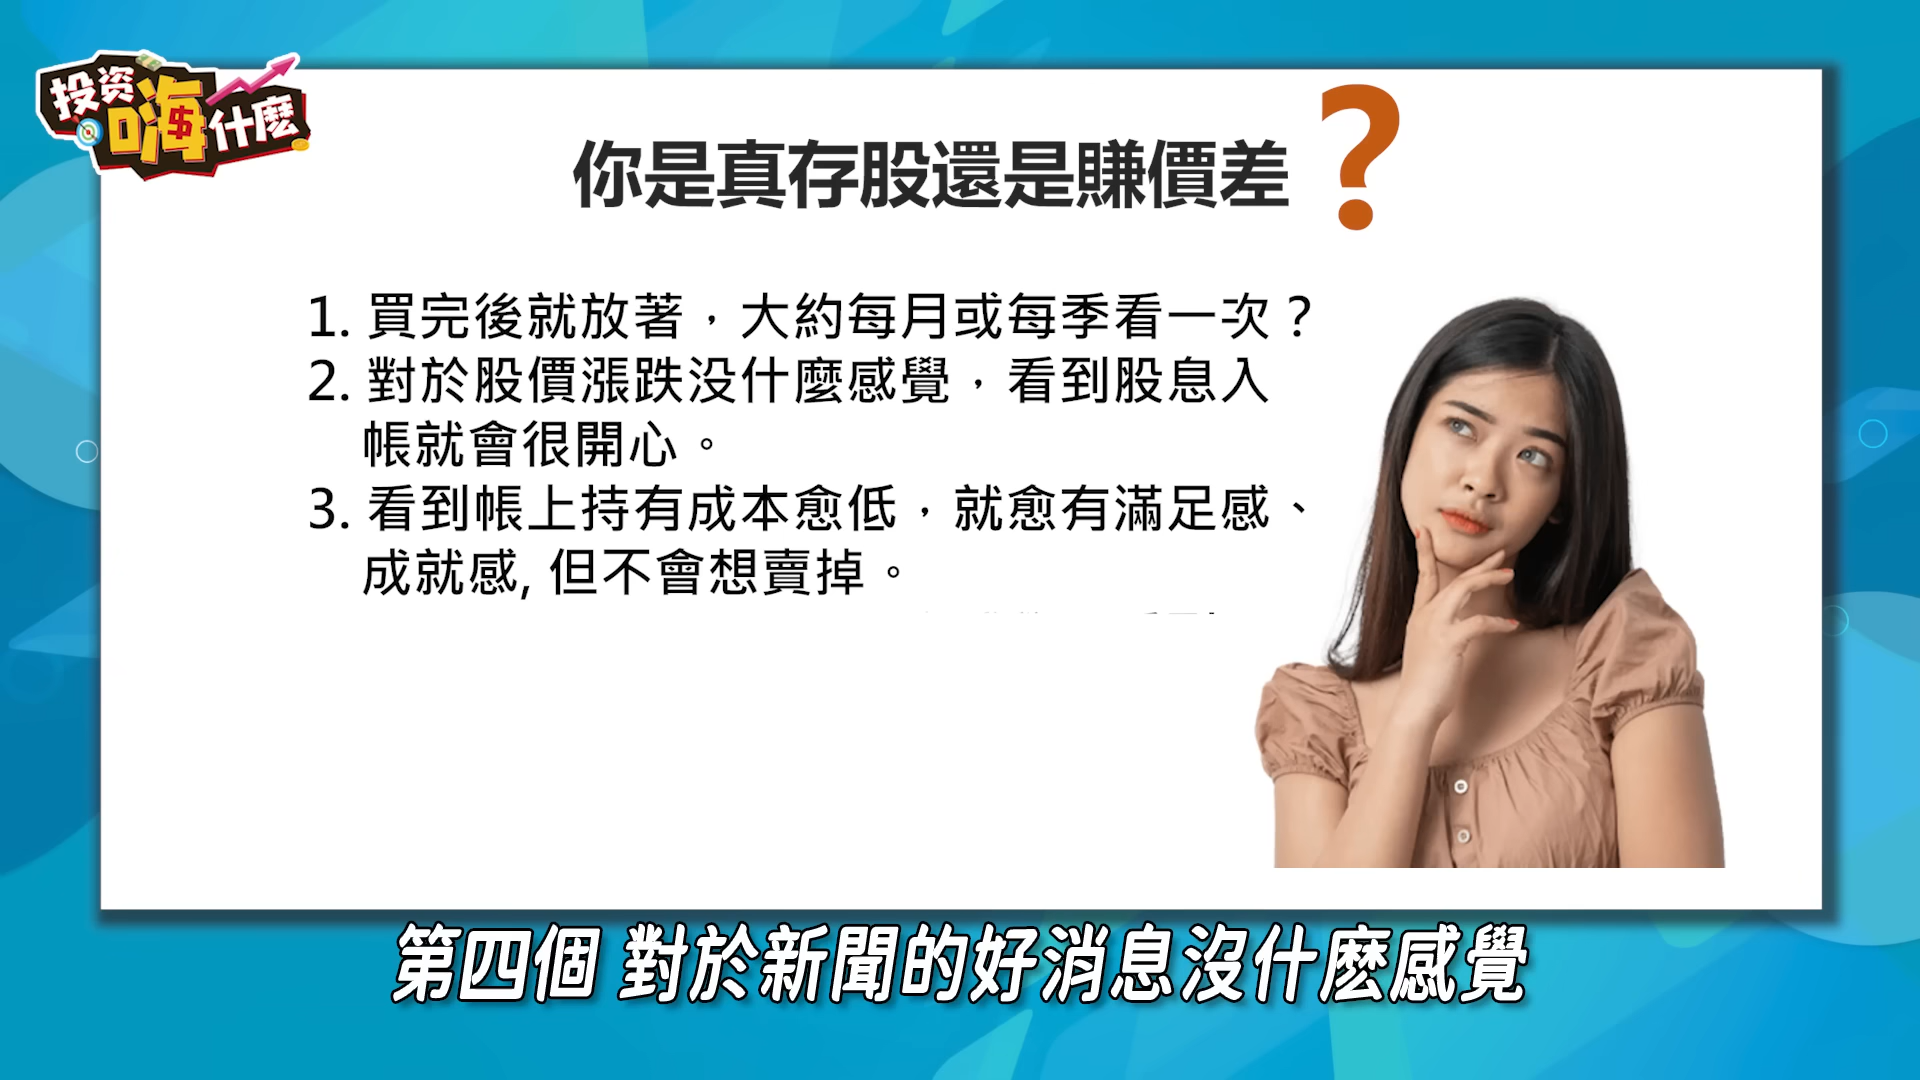 投资
嗨什麼
你是真存股還是賺價差？
1. 買完後就放著，大約每月或每季看一次？
2. 對於股價漲跌没什麼感覺，看到股息入
帳就會很開心。
3. 看到帳上持有成本愈低，就愈有滿足感、
成就感, 但不會想賣掉。
第四個 對於新聞的好消息沒什麼感覺